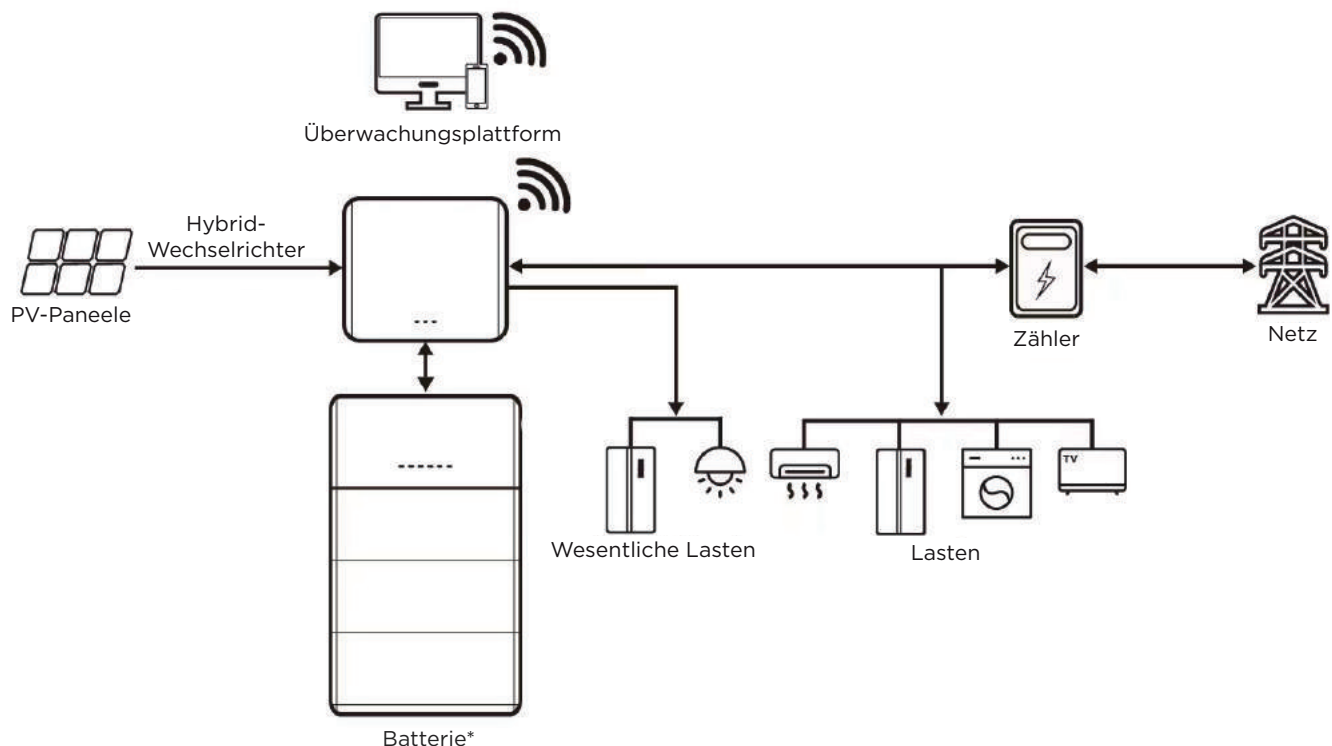 Überwachungsplattform
Hybrid-
Wechselrichter
PV-Paneele
Zähler
Netz
TV
Wesentliche Lasten
Lasten
Batterie*